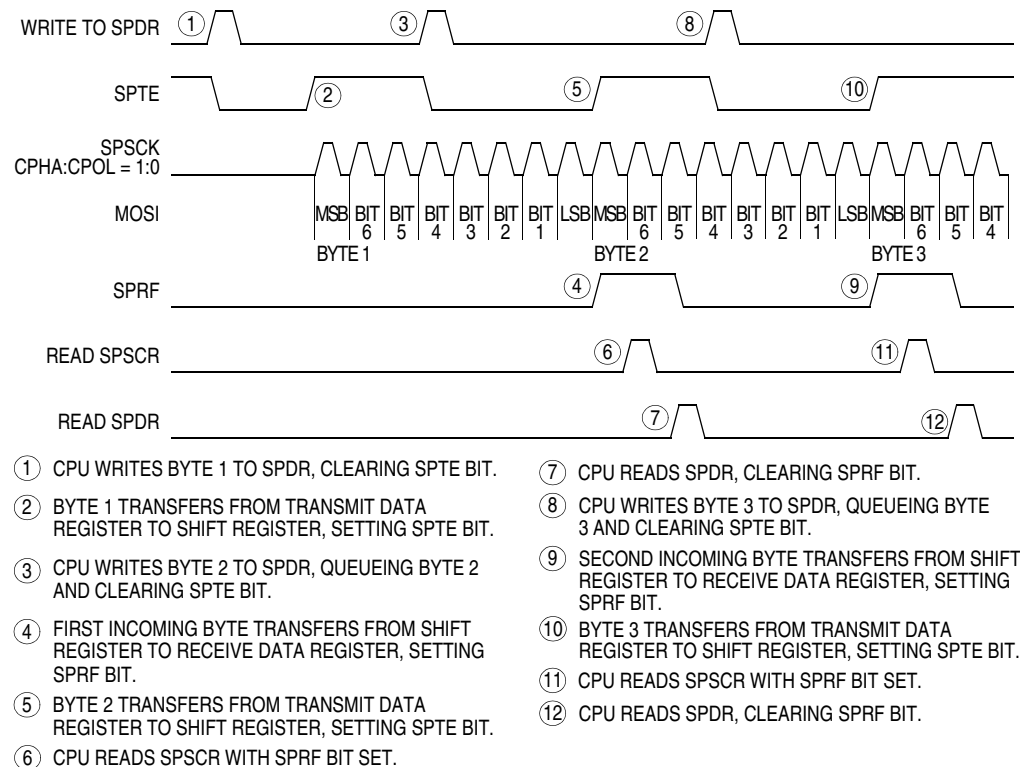 WRITE TO SPDR ① ③ ⑧
SPTE ② ⑤ ⑩
SPSCK
CPHA:CPOL = 1:0
MOSI MSB BIT 6 BIT 5 BIT 4 BIT 3 BIT 2 BIT 1 LSB MSB BIT 6 BIT 5 BIT 4 BIT 3 BIT 2 BIT 1 LSB MSB BIT 6 BIT 5 BIT 4
BYTE 1 BYTE 2 BYTE 3
SPRF ④ ⑨
READ SPSCR ⑥ ⑪
READ SPDR ⑦ ⑫
① CPU WRITES BYTE 1 TO SPDR, CLEARING SPTE BIT.
② BYTE 1 TRANSFERS FROM TRANSMIT DATA
REGISTER TO SHIFT REGISTER, SETTING SPTE BIT.
③ CPU WRITES BYTE 2 TO SPDR, QUEUEING BYTE 2
AND CLEARING SPTE BIT.
④ FIRST INCOMING BYTE TRANSFERS FROM SHIFT
REGISTER TO RECEIVE DATA REGISTER, SETTING
SPRF BIT.
⑤ BYTE 2 TRANSFERS FROM TRANSMIT DATA
REGISTER TO SHIFT REGISTER, SETTING SPTE BIT.
⑥ CPU READS SPSCR WITH SPRF BIT SET.
⑦ CPU READS SPDR, CLEARING SPRF BIT.
⑧ CPU WRITES BYTE 3 TO SPDR, QUEUEING BYTE
3 AND CLEARING SPTE BIT.
⑨ SECOND INCOMING BYTE TRANSFERS FROM SHIFT
REGISTER TO RECEIVE DATA REGISTER, SETTING
SPRF BIT.
⑩ BYTE 3 TRANSFERS FROM TRANSMIT DATA
REGISTER TO SHIFT REGISTER, SETTING SPTE BIT.
⑪ CPU READS SPSCR WITH SPRF BIT SET.
⑫ CPU READS SPDR, CLEARING SPRF BIT.